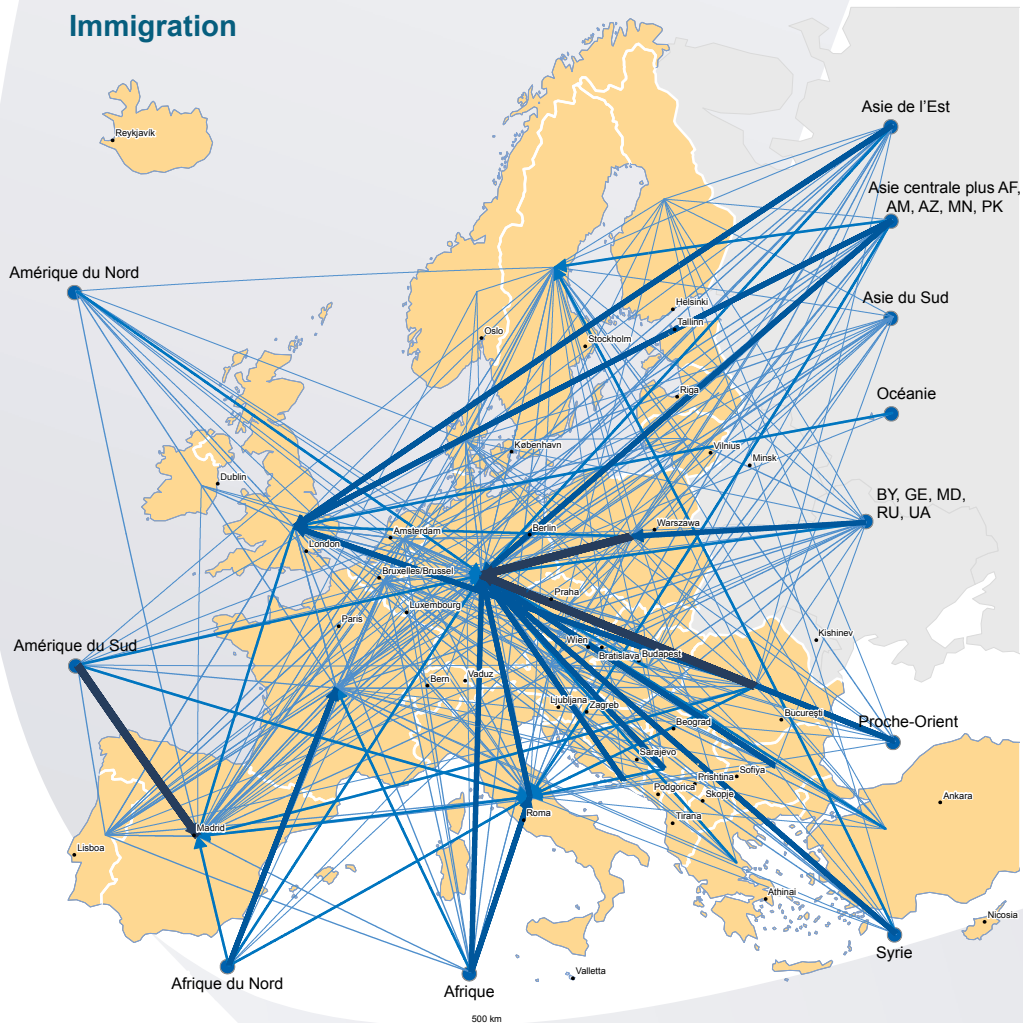 Immigration
Reykjavík
Asie de l’Est
Asie centrale plus AF,
AM, AZ, MN, PK
Amérique du Nord
Asie du Sud
Helsinki
Tallinn
Oslo
Stockholm
Riga
Océanie
København
Vilnius
Minsk
Dublin
BY, GE, MD,
RU, UA
Amsterdam
Berlin
Warszawa
London
Bruxelles/Brussel
Praha
Luxembourg
Paris
Kishinev
Wien
Bratislava
Budapest
Amérique du Sud
Bern
Vaduz
Ljubljana
Zagreb
Bucureşti
Beograd
Proche-Orient
Sarajevo
Sofiya
Prishtina
Podgorica
Skopje
Ankara
Roma
Tirana
Madrid
Lisboa
Athinai
Nicosia
Syrie
Valletta
Afrique du Nord
Afrique
500 km